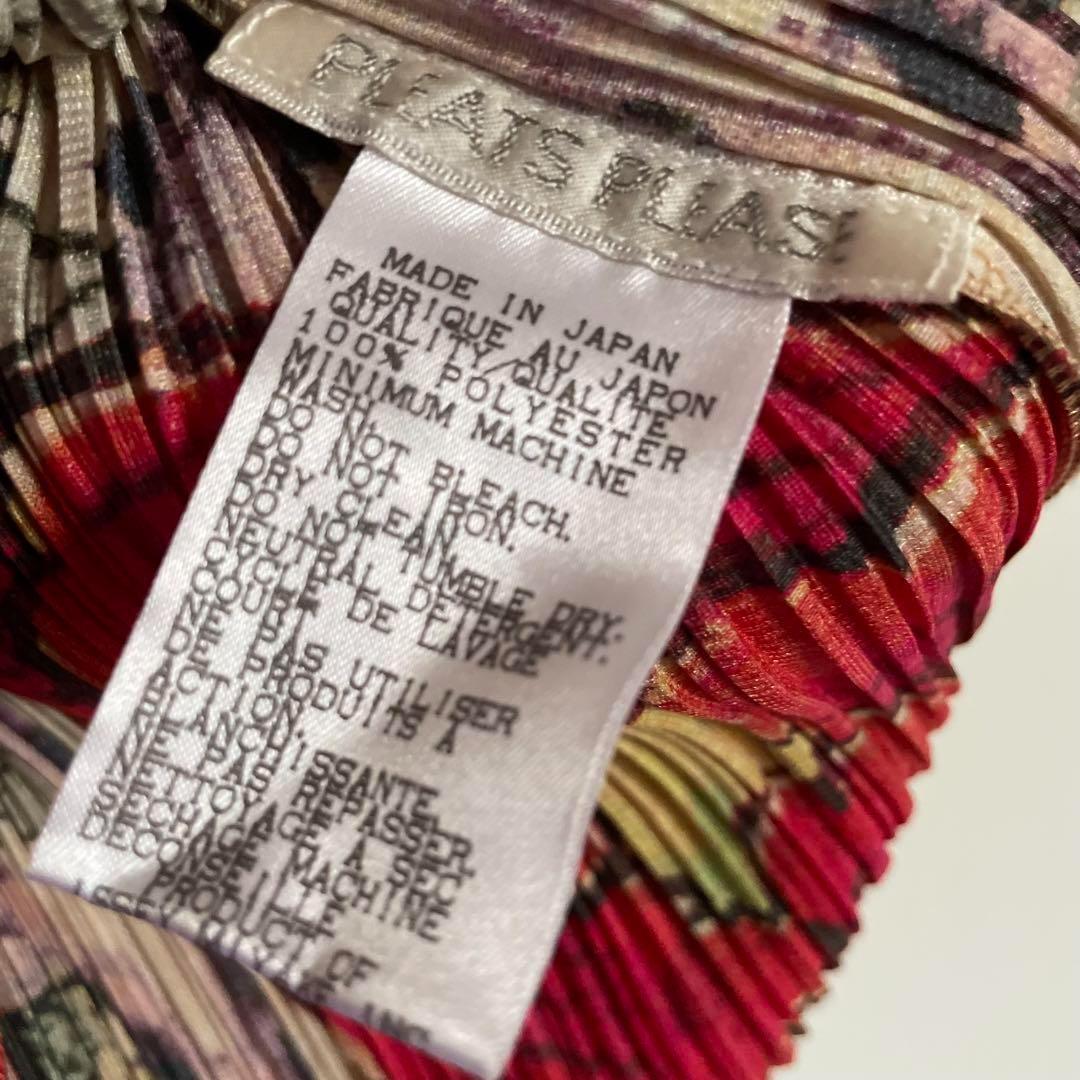 PLEATS PLEASE
MADE IN JAPAN
FABRIQUE AU JAPON
QUALITY/QUALITE
100% POLYESTER
MINIMUM MACHINE
WASH.
DO NOT BLEACH.
DO NOT IRON.
DRY CLEAN.
DO NOT TUMBLE DRY.
NEUTRAL DETERGENT.
CYCLE DE LAVAGE
COURT
NE PAS UTILISER
DE PRODUITS A
ACTION
BLANCHISSANTE
NE PAS REPASSER.
NETTOYAGE A SEC.
SECHAGE MACHINE
DECONSEILLE
PRODUCT OF